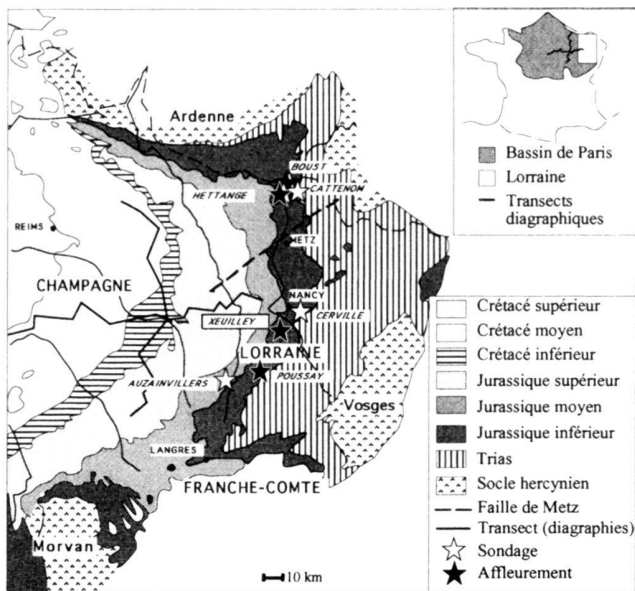 Ardenne
BOUST
HETTANGE
CATTENOM
REIMS
METZ
CHAMPAGNE
NANCY
XEUILLEY
CERVILLE
LORRAINE
AUZAINVILLERS
POUSSAY
Vosges
LANGRES
FRANCHE-COMTE
Morvan
10 km
Bassin de Paris
Lorraine
Transects
diagraphiques
Crétacé supérieur
Crétacé moyen
Crétacé inférieur
Jurassique supérieur
Jurassique moyen
Jurassique inférieur
Trias
Socle hercynien
Faille de Metz
Transect (diagraphies)
Sondage
Affleurement